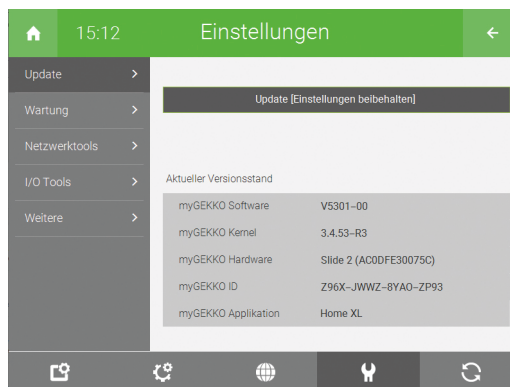 15:12 Einstellungen
Update
Wartung
Netzwerktools
I/O Tools
Weitere
Update [Einstellungen beibehalten]
Aktueller Versionsstand
myGEKKO Software V5301-00
myGEKKO Kernel 3.4.53-R3
myGEKKO Hardware Slide 2 (AC0DFE30075C)
myGEKKO ID Z96X-JWWZ-8YAO-ZP93
myGEKKO Applikation Home XL